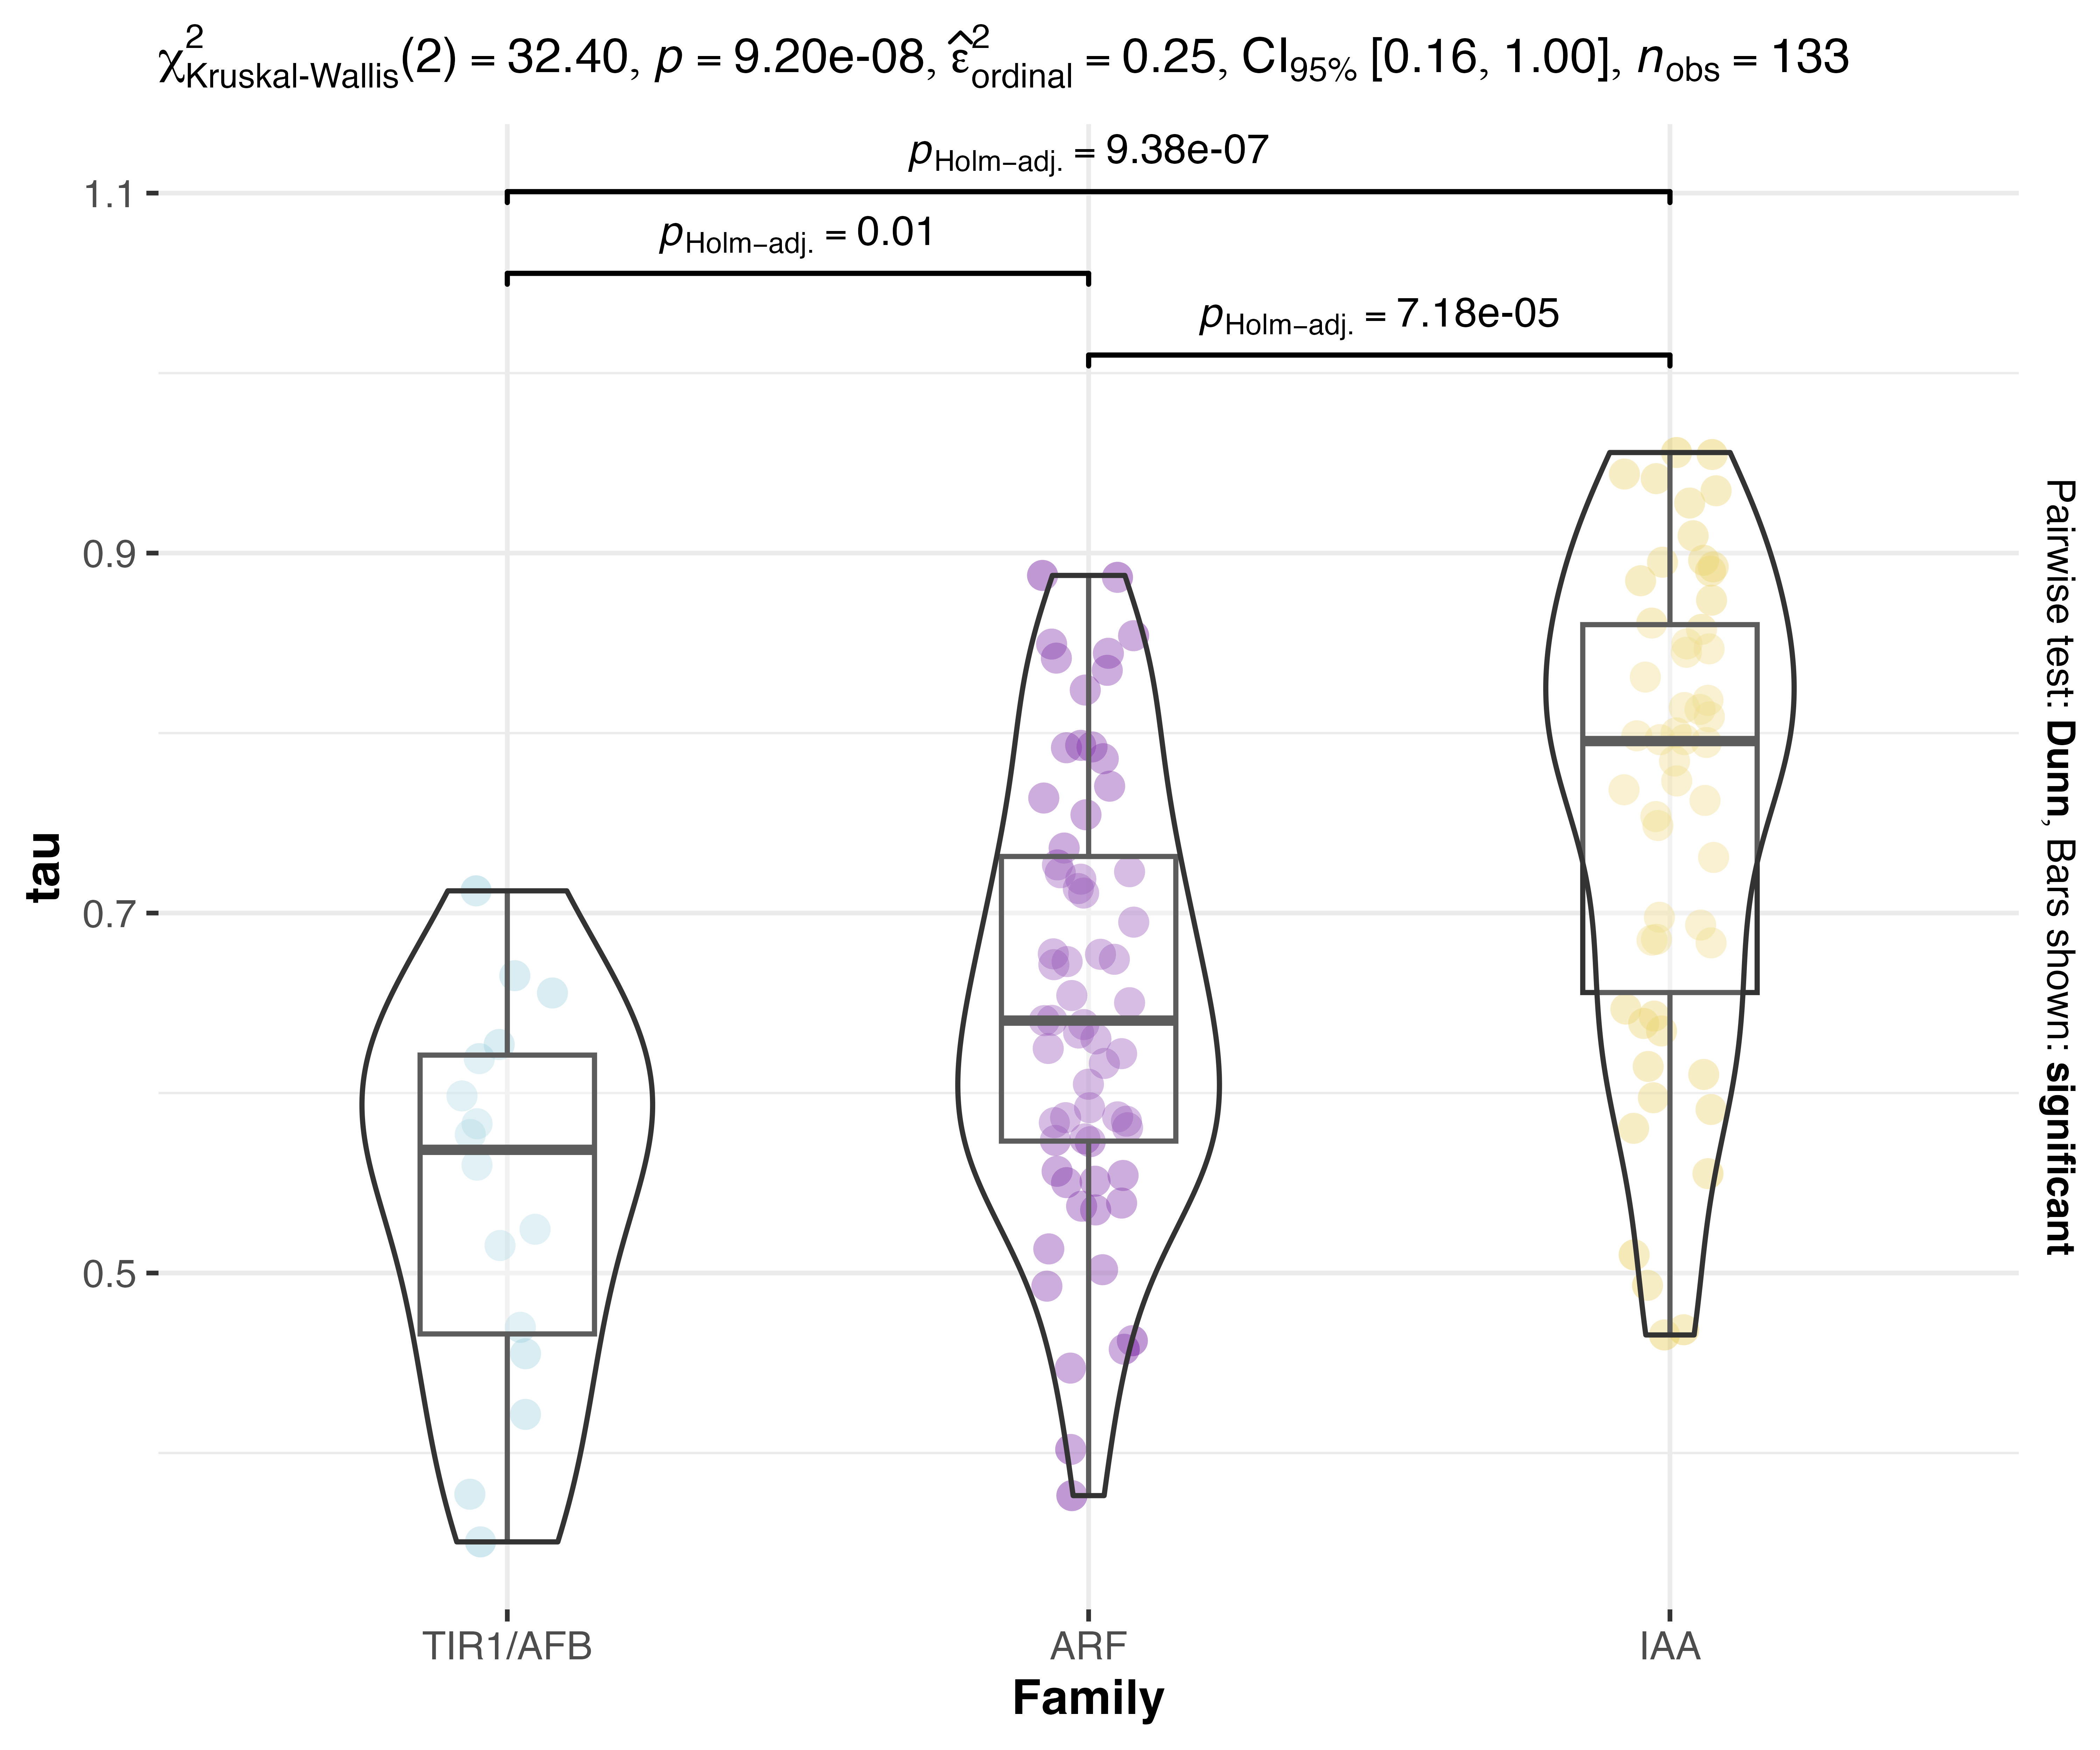 χ²Kruskal-Wallis(2) = 32.40, p = 9.20e-08, ε̂²ordinal = 0.25, CI95% [0.16, 1.00], nobs = 133
pHolm−adj. = 9.38e-07
pHolm−adj. = 0.01
pHolm−adj. = 7.18e-05
1.1
0.9
0.7
0.5
tau
TIR1/AFB
ARF
IAA
Family
Pairwise test: Dunn, Bars shown: significant